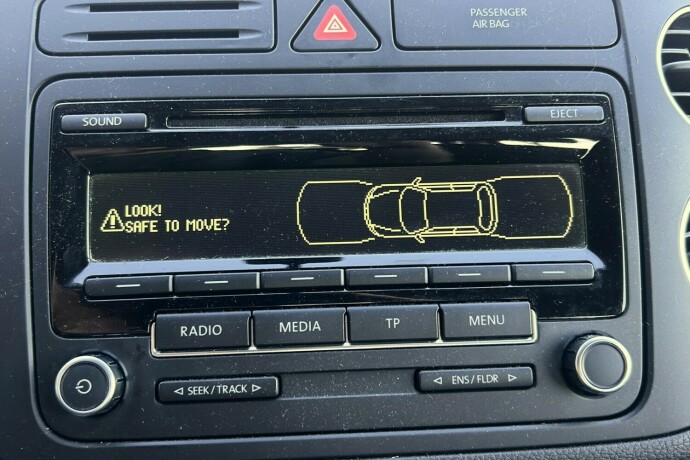 PASSENGER
AIR BAG
SOUND
EJECT
LOOK!
SAFE TO MOVE?
RADIO
MEDIA
TP
MENU
SEEK/TRACK
ENS/FLDR